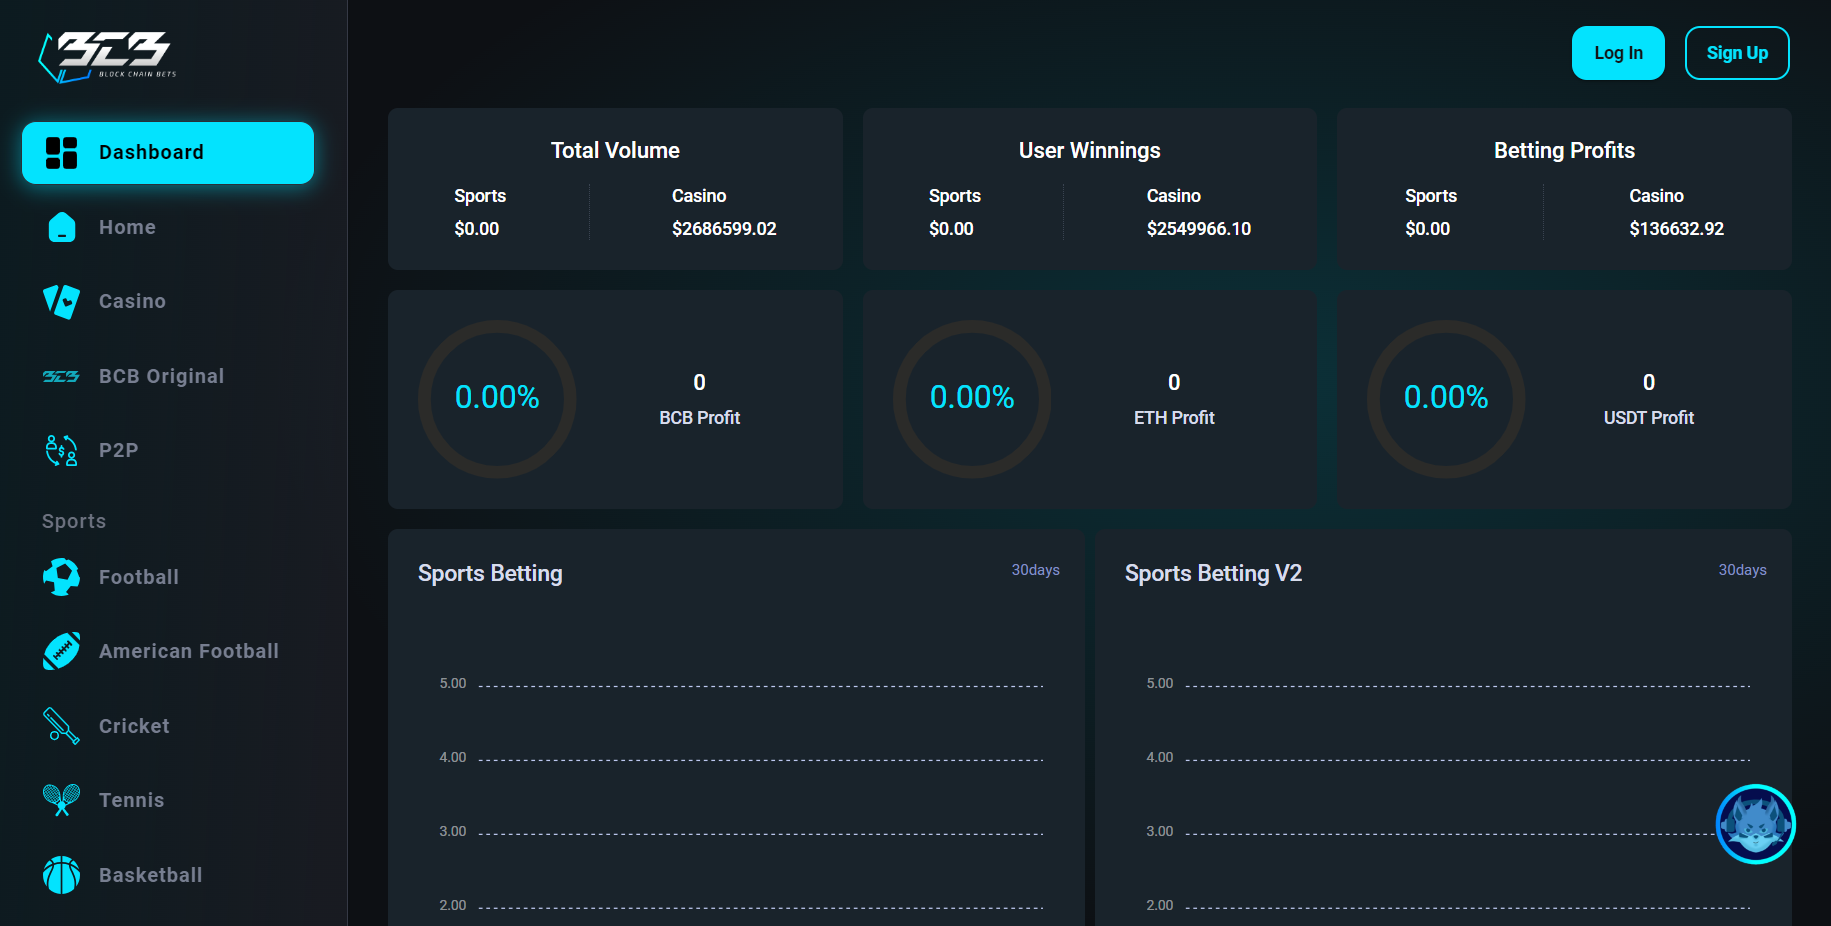 BCB
BLOCK CHAIN BETS
Log In
Sign Up
Dashboard
Home
Casino
BCB
BCB Original
P2P
Sports
Football
American Football
Cricket
Tennis
Basketball
Total Volume
Sports
Casino
$0.00
$2686599.02
User Winnings
Sports
Casino
$0.00
$2549966.10
Betting Profits
Sports
Casino
$0.00
$136632.92
0.00%
0
BCB Profit
0.00%
0
ETH Profit
0.00%
0
USDT Profit
Sports Betting
30days
5.00
4.00
3.00
2.00
Sports Betting V2
30days
5.00
4.00
3.00
2.00